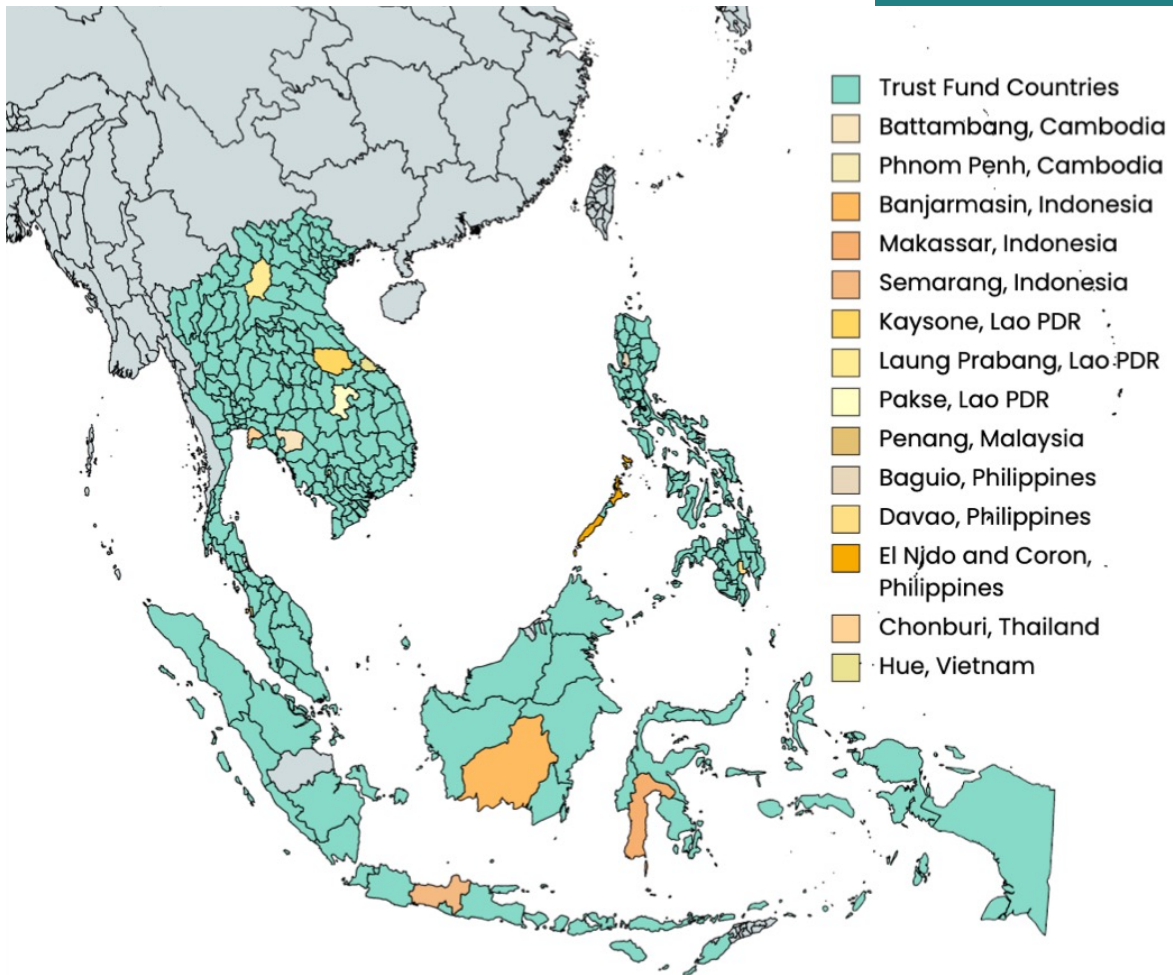 Trust Fund Countries
Battambang, Cambodia
Phnom Penh, Cambodia
Banjarmasin, Indonesia
Makassar, Indonesia
Semarang, Indonesia
Kaysone, Lao PDR
Laung Prabang, Lao PDR
Pakse, Lao PDR
Penang, Malaysia
Baguio, Philippines
Davao, Philippines
El Nido and Coron,
Philippines
Chonburi, Thailand
Hue, Vietnam